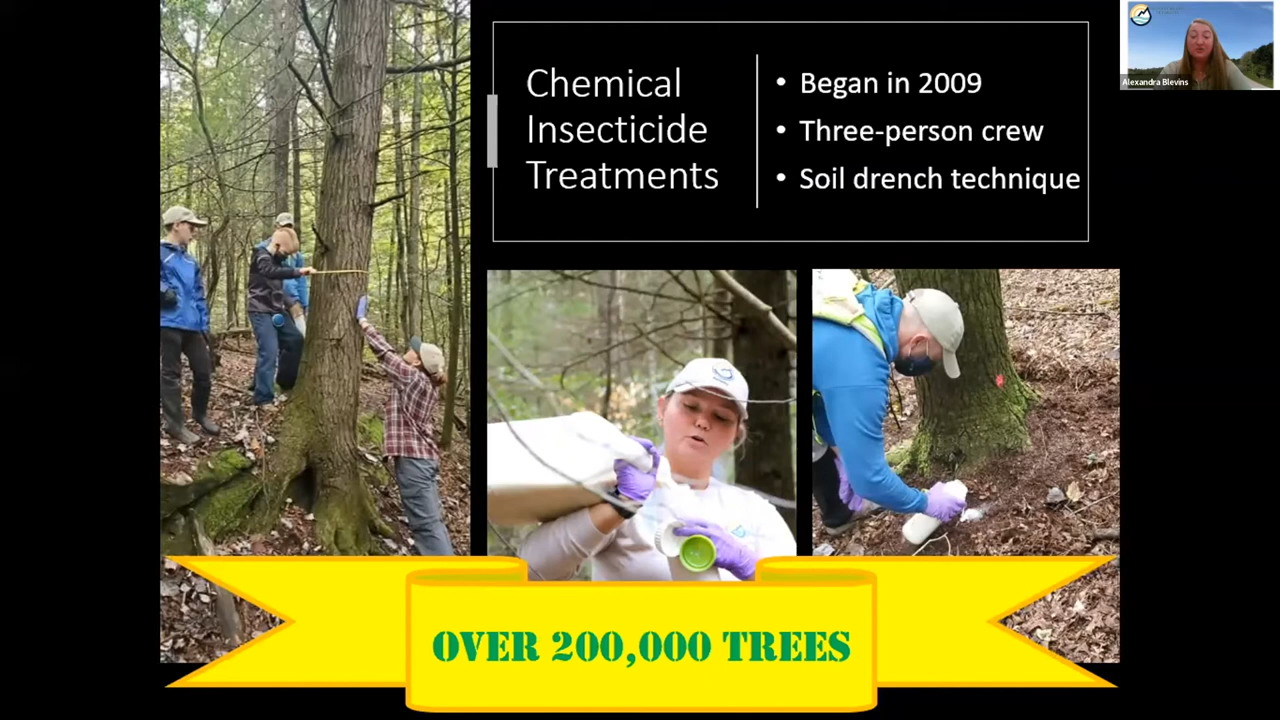 Chemical
Insecticide
Treatments
• Began in 2009
• Three-person crew
• Soil drench technique
Alexandra Blevins
OVER 200,000 TREES